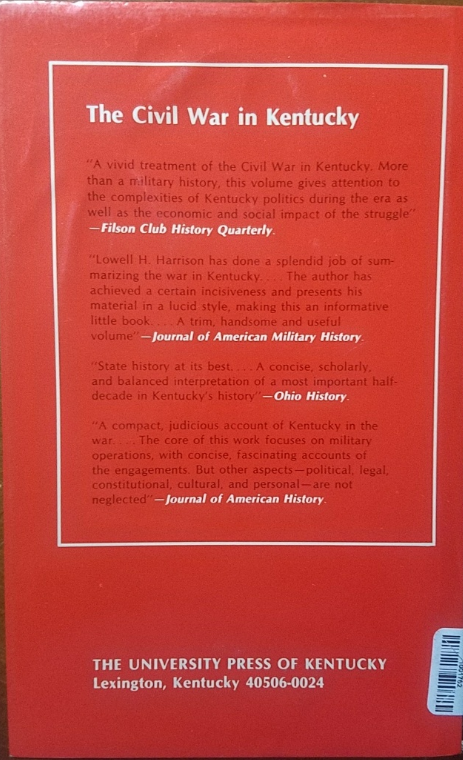 The Civil War in Kentucky
"A vivid treatment of the Civil War in Kentucky. More
than a military history, this volume gives attention to
the complexities of Kentucky politics during the era as
well as the economic and social impact of the struggle"
—Filson Club History Quarterly.
"Lowell H. Harrison has done a splendid job of sum-
marizing the war in Kentucky. . . . The author has
achieved a certain incisiveness and presents his
material in a lucid style, making this an informative
little book. . . . A trim, handsome and useful
volume"—Journal of American Military History.
"State history at its best. . . . A concise, scholarly,
and balanced interpretation of a most important half-
decade in Kentucky's history"—Ohio History.
"A compact, judicious account of Kentucky in the
war. . . . The core of this work focuses on military
operations, with concise, fascinating accounts of
the engagements. But other aspects—political, legal,
constitutional, cultural, and personal—are not
neglected"—Journal of American History.
THE UNIVERSITY PRESS OF KENTUCKY
Lexington, Kentucky 40506-0024